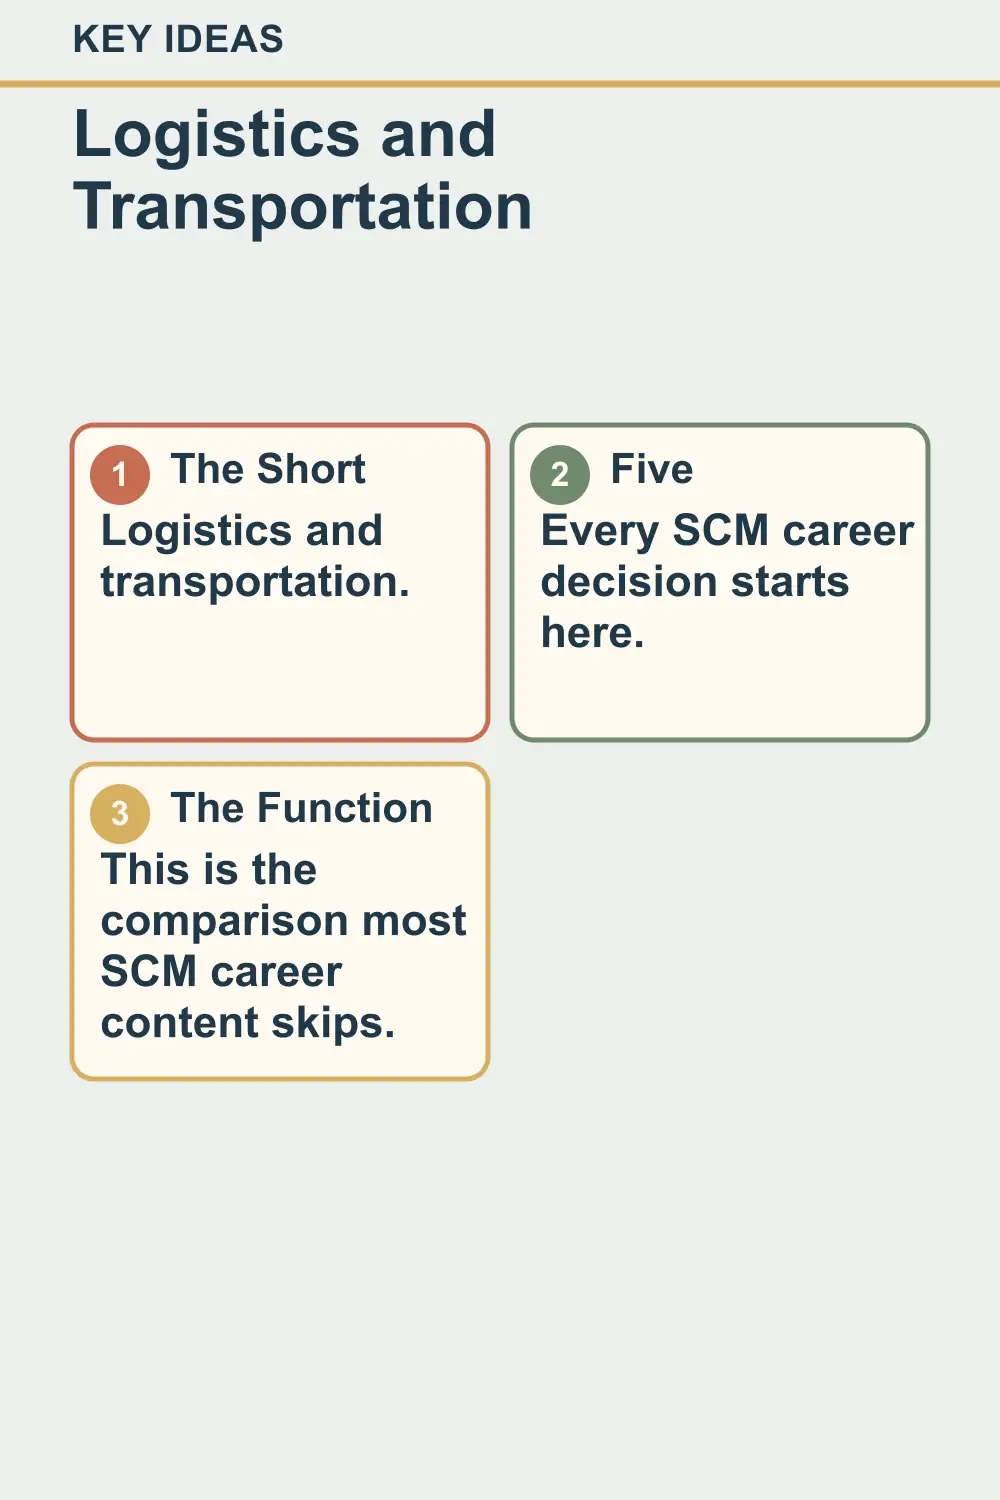 KEY IDEAS
Logistics and
Transportation
1 The Short
Logistics and
transportation.
2 Five
Every SCM career
decision starts
here.
3 The Function
This is the
comparison most
SCM career
content skips.